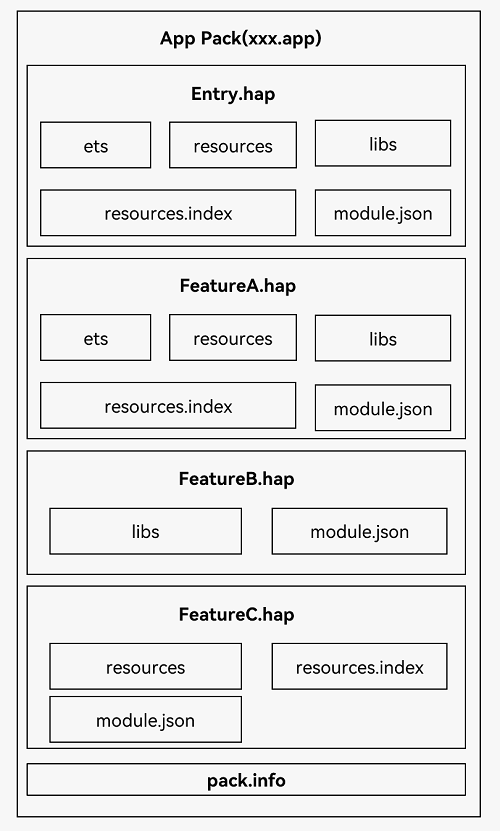 App Pack(xxx.app)
Entry.hap
ets
resources
libs
resources.index
module.json
FeatureA.hap
ets
resources
libs
resources.index
module.json
FeatureB.hap
libs
module.json
FeatureC.hap
resources
resources.index
module.json
pack.info